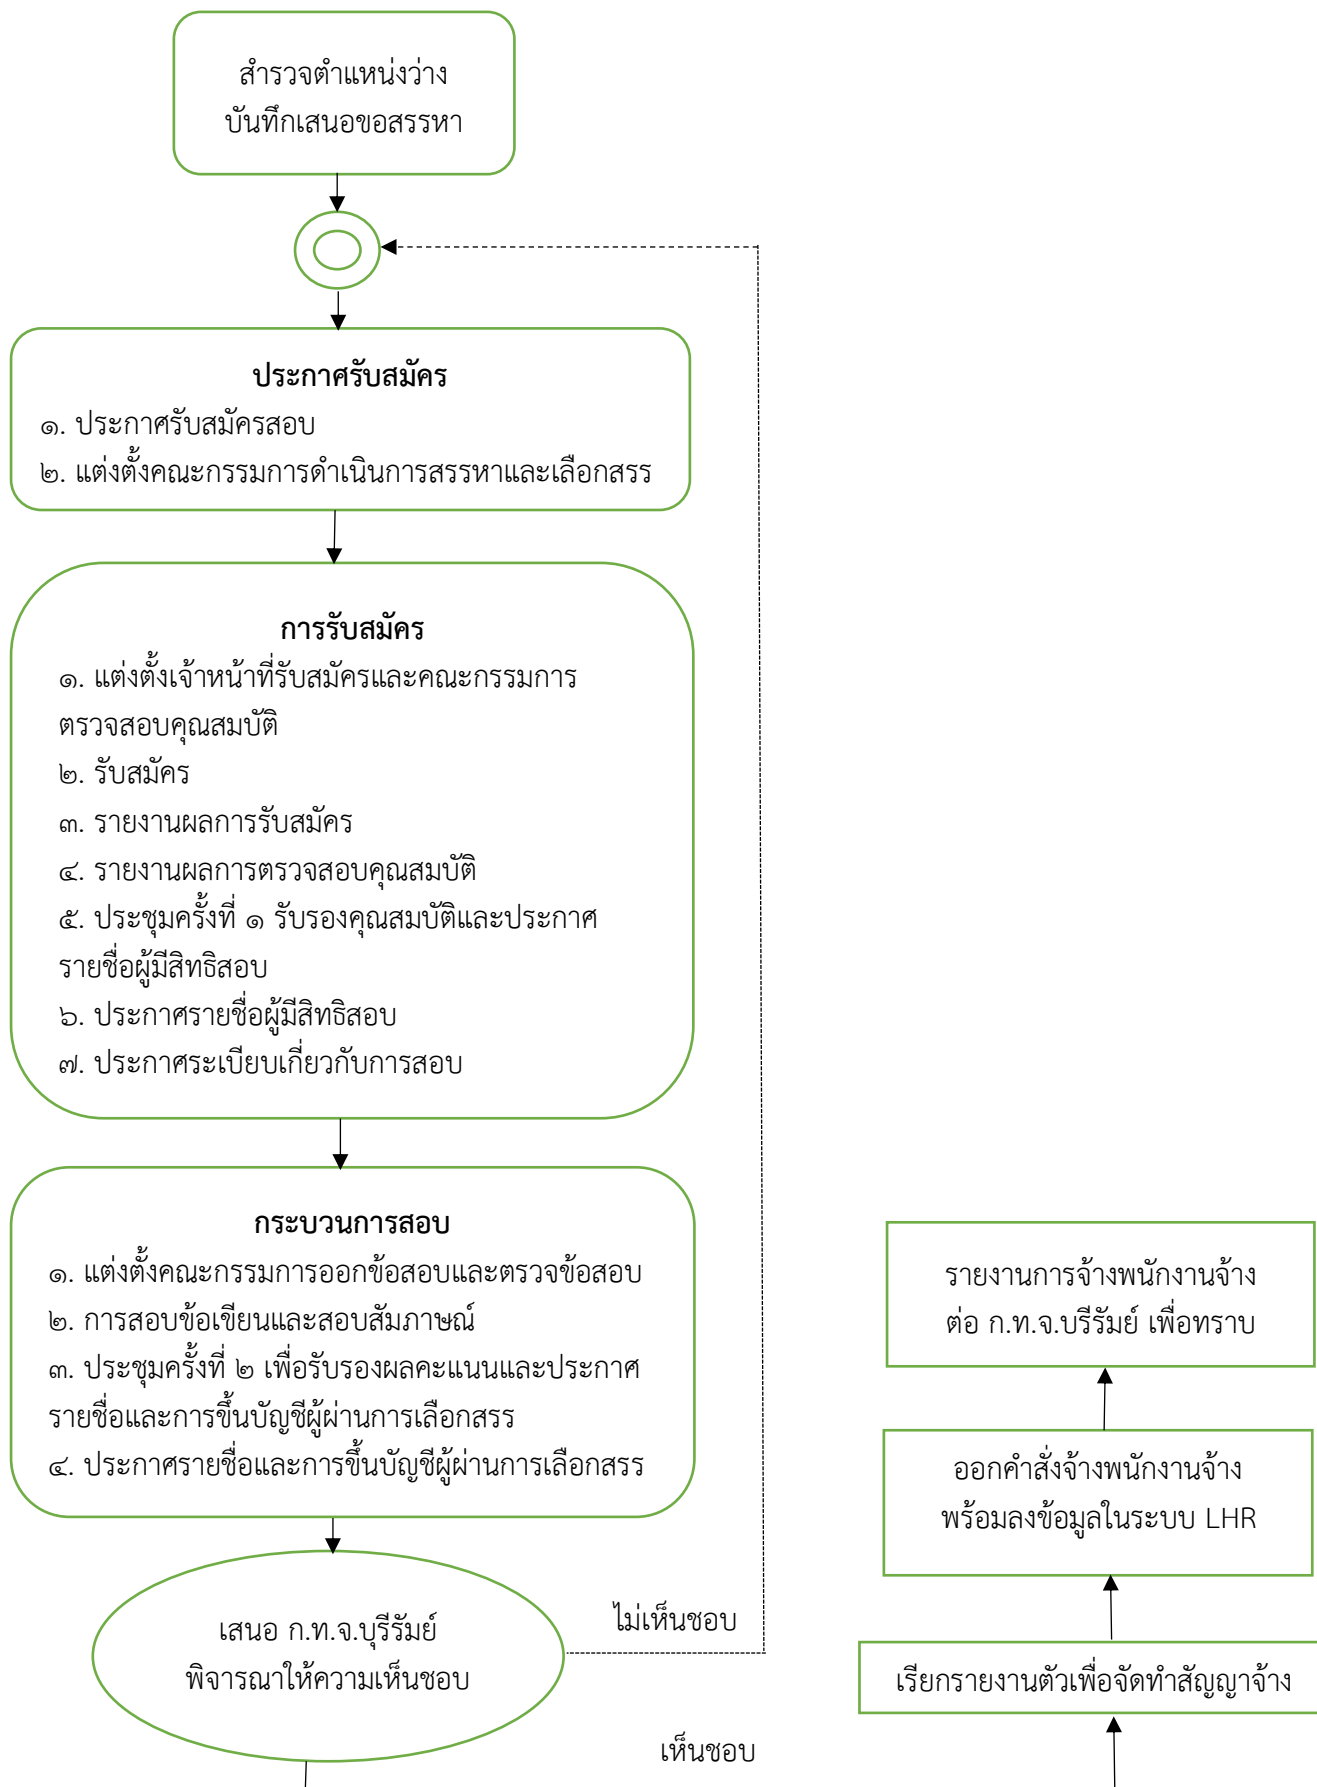 สำรวจตำแหน่งว่าง
บันทึกเสนอขอสรรหา
ประกาศรับสมัคร
๑. ประกาศรับสมัครสอบ
๒. แต่งตั้งคณะกรรมการดำเนินการสรรหาและเลือกสรร
การรับสมัคร
๑. แต่งตั้งเจ้าหน้าที่รับสมัครและคณะกรรมการ
ตรวจสอบคุณสมบัติ
๒. รับสมัคร
๓. รายงานผลการรับสมัคร
๔. รายงานผลการตรวจสอบคุณสมบัติ
๕. ประชุมครั้งที่ ๑ รับรองคุณสมบัติและประกาศ
รายชื่อผู้มีสิทธิสอบ
๖. ประกาศรายชื่อผู้มีสิทธิสอบ
๗. ประกาศระเบียบเกี่ยวกับการสอบ
กระบวนการสอบ
๑. แต่งตั้งคณะกรรมการออกข้อสอบและตรวจข้อสอบ
๒. การสอบข้อเขียนและสอบสัมภาษณ์
๓. ประชุมครั้งที่ ๒ เพื่อรับรองผลคะแนนและประกาศ
รายชื่อและการขึ้นบัญชีผู้ผ่านการเลือกสรร
๔. ประกาศรายชื่อและการขึ้นบัญชีผู้ผ่านการเลือกสรร
เสนอ ก.ท.จ.บุรีรัมย์
พิจารณาให้ความเห็นชอบ
ไม่เห็นชอบ
เห็นชอบ
รายงานการจ้างพนักงานจ้าง
ต่อ ก.ท.จ.บรีรัมย์ เพื่อทราบ
ออกคำสั่งจ้างพนักงานจ้าง
พร้อมลงข้อมูลในระบบ LHR
เรียกรายงานตัวเพื่อจัดทำสัญญาจ้าง